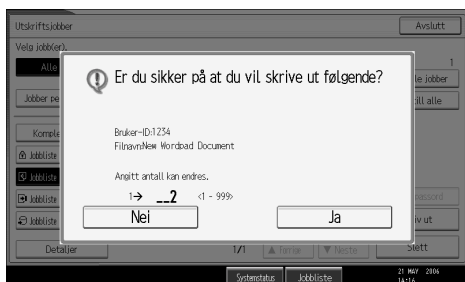 Utskriftsjobber
Avslutt
Velg jobb(er).
Alle
1
le jobber
Jobber pe
till alle
Er du sikker på at du vil skrive ut følgende?
Bruker-ID:1234
Filnavn:New Wordpad Document
Angitt antall kan endres.
1→ __2 <1 - 999>
Nei
Ja
Komple
Jobbliste
Jobbliste
Jobbliste
Jobbliste
assord
iv ut
Detaljer
1/1
▲ Forrige
▼ Neste
Slett
Systemstatus
Jobbliste
21 MAY 2006
14:16